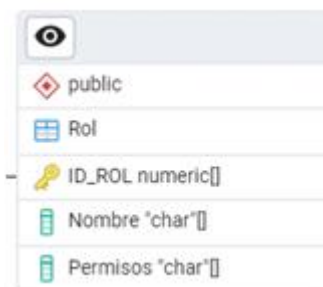 public
Rol
ID_ROL numeric[]
Nombre "char"[]
Permisos "char"[]